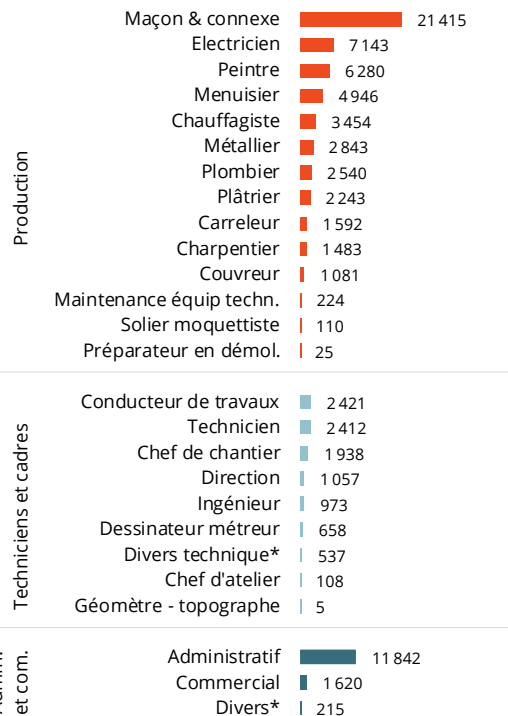 Production
Maçon & connexe 21 415
Electricien 7 143
Peintre 6 280
Menuisier 4 946
Chauffagiste 3 454
Métallier 2 843
Plombier 2 540
Plâtrier 2 243
Carreleur 1 592
Charpentier 1 483
Couvreur 1 081
Maintenance équip techn. 224
Solier moquettiste 110
Préparateur en démol. 25
Techniciens et cadres
Conducteur de travaux 2 421
Technicien 2 412
Chef de chantier 1 938
Direction 1 057
Ingénieur 973
Dessinateur métreur 658
Divers technique* 537
Chef d'atelier 108
Géomètre - topographe 5
et com.
Administratif 11 842
Commercial 1 620
Divers* 215